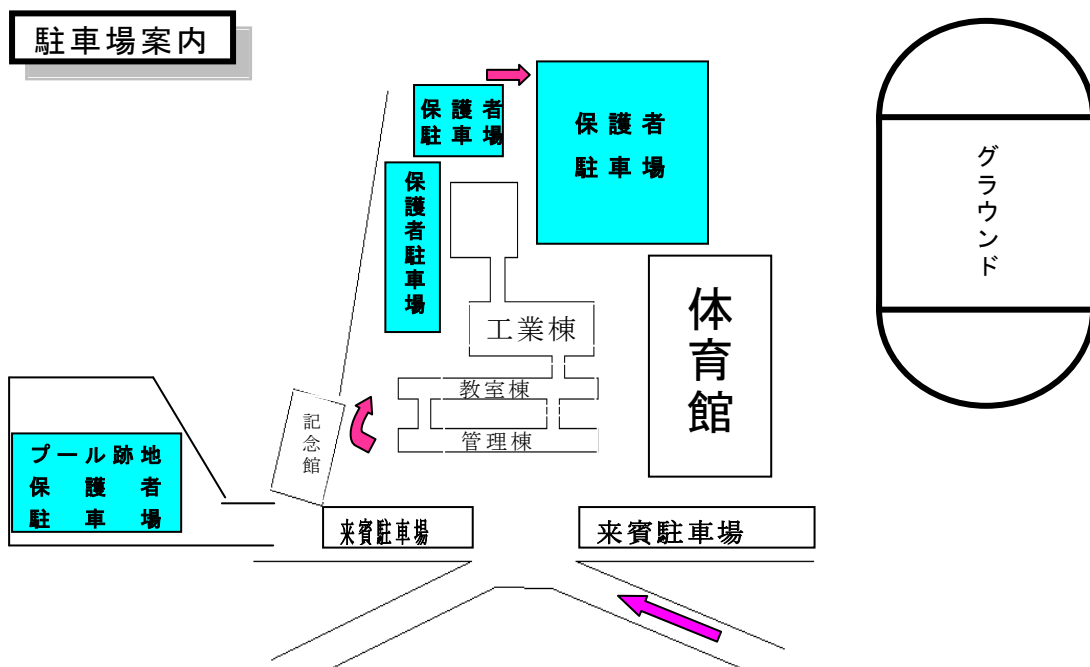 駐車場案内
保護者
駐車場
保護者
駐車場
保護者駐車場
グラウンド
体育館
工業棟
教室棟
管理棟
記念館
プール跡地
保護者
駐車場
来賓駐車場
来賓駐車場